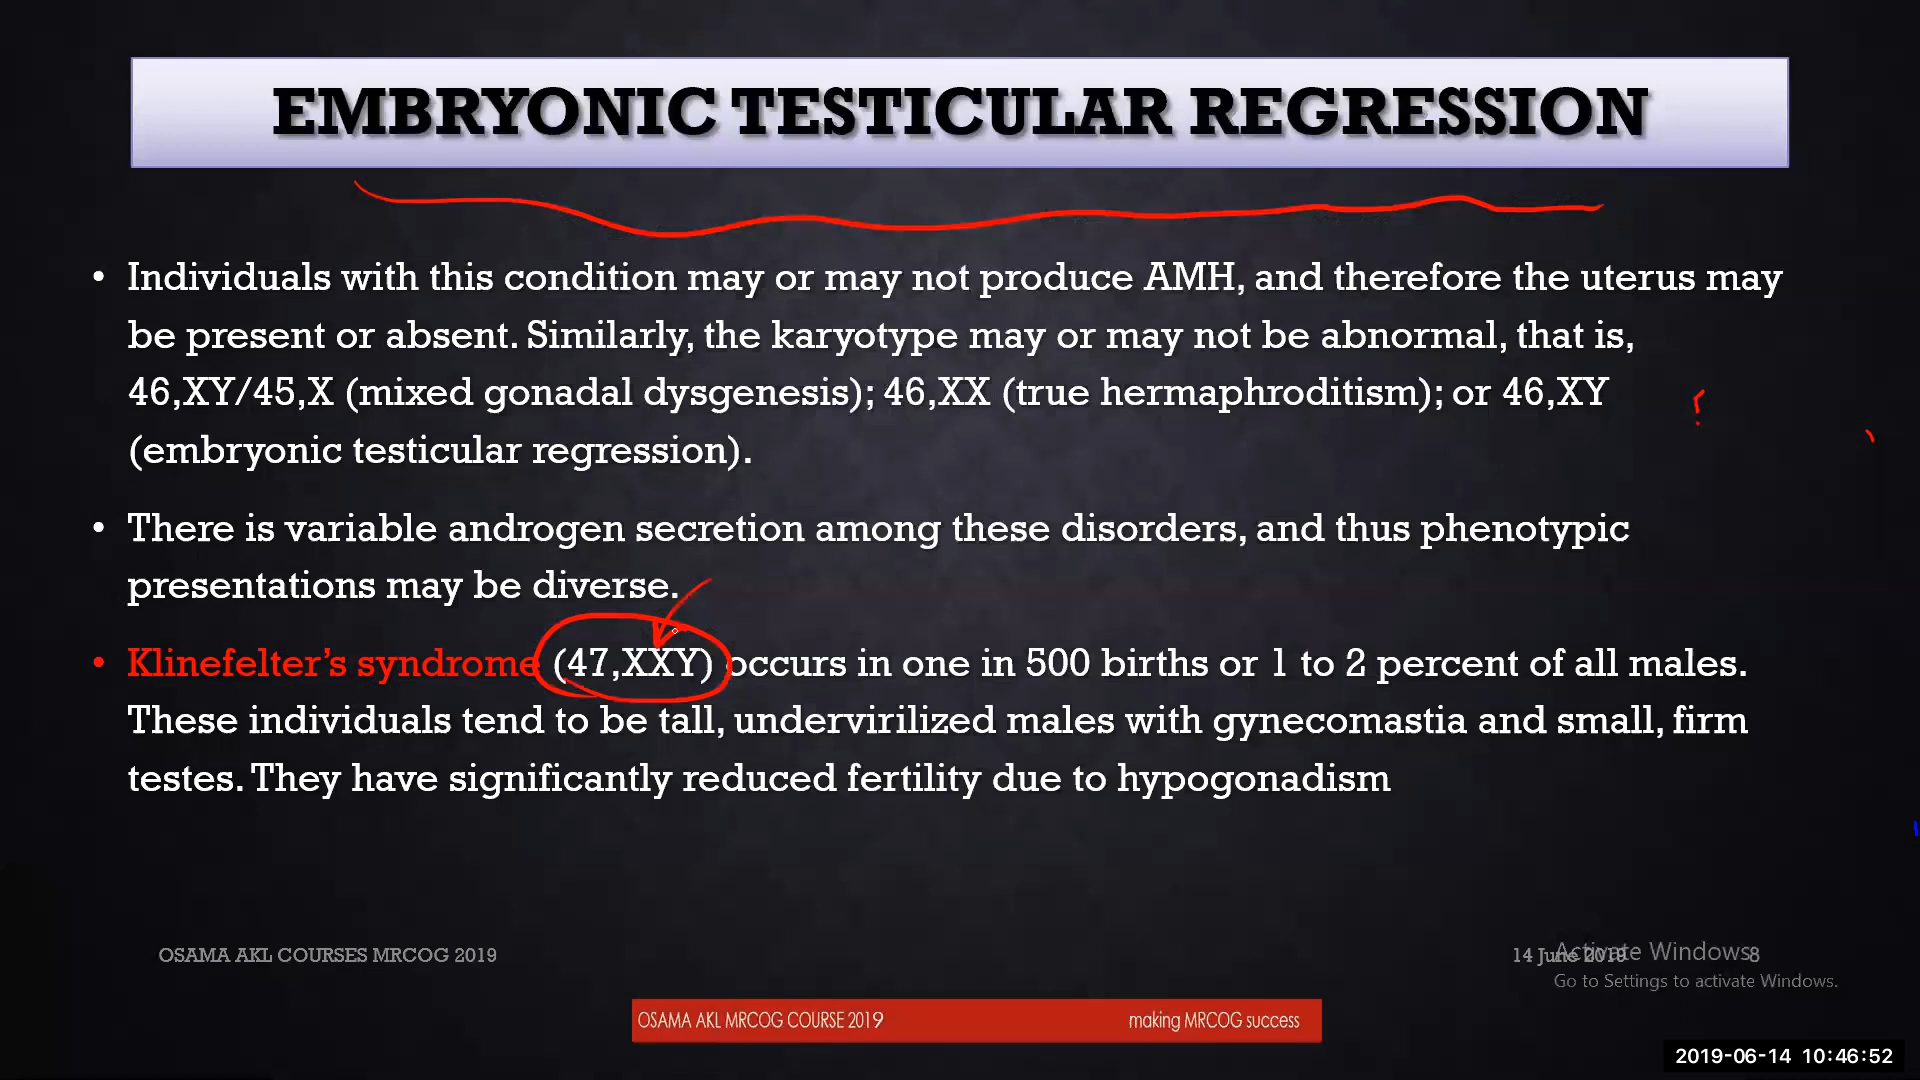 EMBRYONIC TESTICULAR REGRESSION
• Individuals with this condition may or may not produce AMH, and therefore the uterus may
be present or absent. Similarly, the karyotype may or may not be abnormal, that is,
46,XY/45,X (mixed gonadal dysgenesis); 46,XX (true hermaphroditism); or 46,XY
(embryonic testicular regression).
• There is variable androgen secretion among these disorders, and thus phenotypic
presentations may be diverse.
• Klinefelter’s syndrome (47,XXY) occurs in one in 500 births or 1 to 2 percent of all males.
These individuals tend to be tall, undervirilized males with gynecomastia and small, firm
testes. They have significantly reduced fertility due to hypogonadism
OSAMA AKL COURSES MRCOG 2019
14 June 2019 8
Activate Windows
Go to Settings to activate Windows.
OSAMA AKL MRCOG COURSE 2019 making MRCOG success
2019-06-14 10:46:52